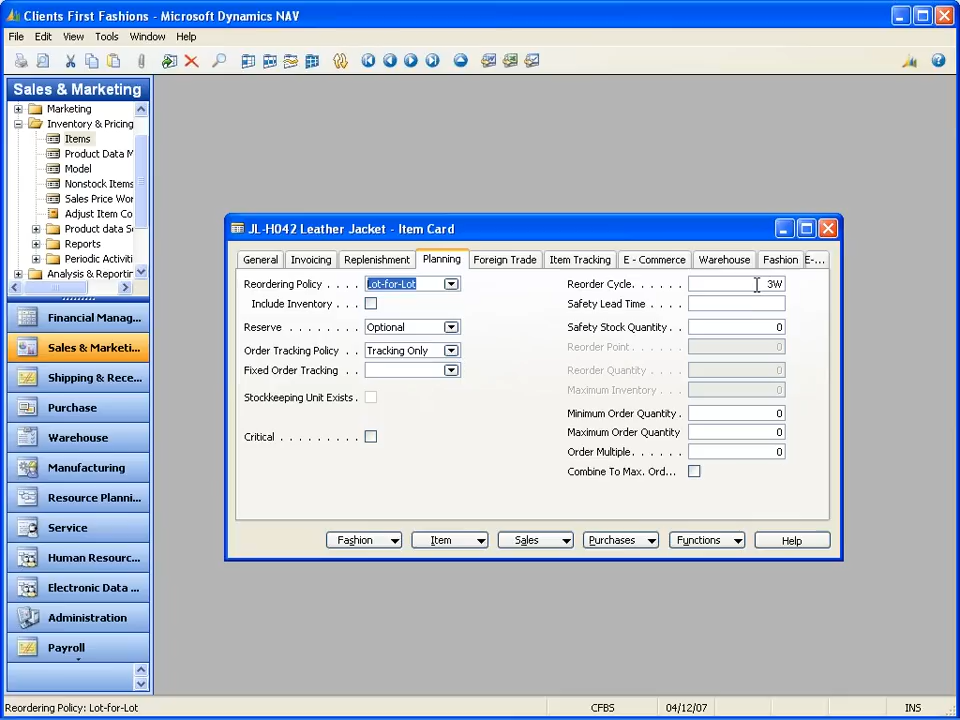 Clients First Fashions - Microsoft Dynamics NAV
File Edit View Tools Window Help
Sales & Marketing
Marketing
Inventory & Pricing
Items
Product Data M
Model
Nonstock Items
Sales Price Wor
Adjust Item Co
Product data S
Reports
Periodic Activiti
Analysis & Reportir
Financial Manag...
Sales & Marketi...
Shipping & Rece...
Purchase
Warehouse
Manufacturing
Resource Planni...
Service
Human Resourc...
Electronic Data ...
Administration
Payroll
JL-H042 Leather Jacket - Item Card
General Invoicing Replenishment Planning Foreign Trade Item Tracking E - Commerce Warehouse Fashion E-...
Reordering Policy . . . . Lot-for-Lot
Include Inventory . . . .
Reserve . . . . . . . . Optional
Order Tracking Policy . . Tracking Only
Fixed Order Tracking . .
Stockkeeping Unit Exists .
Critical . . . . . . . . .
Reorder Cycle. . . . . . 3W
Safety Lead Time . . . .
Safety Stock Quantity. . 0
Reorder Point. . . . . . 0
Reorder Quantity . . . . 0
Maximum Inventory . . . 0
Minimum Order Quantity . 0
Maximum Order Quantity 0
Order Multiple. . . . . . 0
Combine To Max. Ord...
Fashion Item Sales Purchases Functions Help
Reordering Policy: Lot-for-Lot CFBS 04/12/07 INS